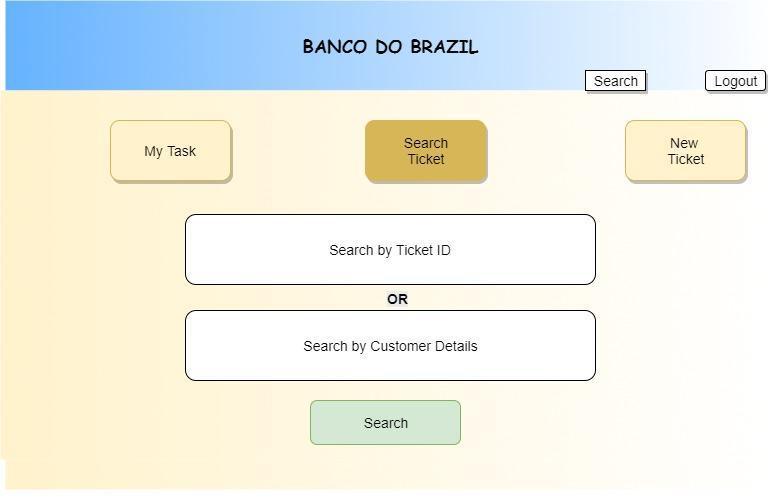 BANCO DO BRAZIL
Search
Logout
My Task
Search
Ticket
New
Ticket
Search by Ticket ID
OR
Search by Customer Details
Search